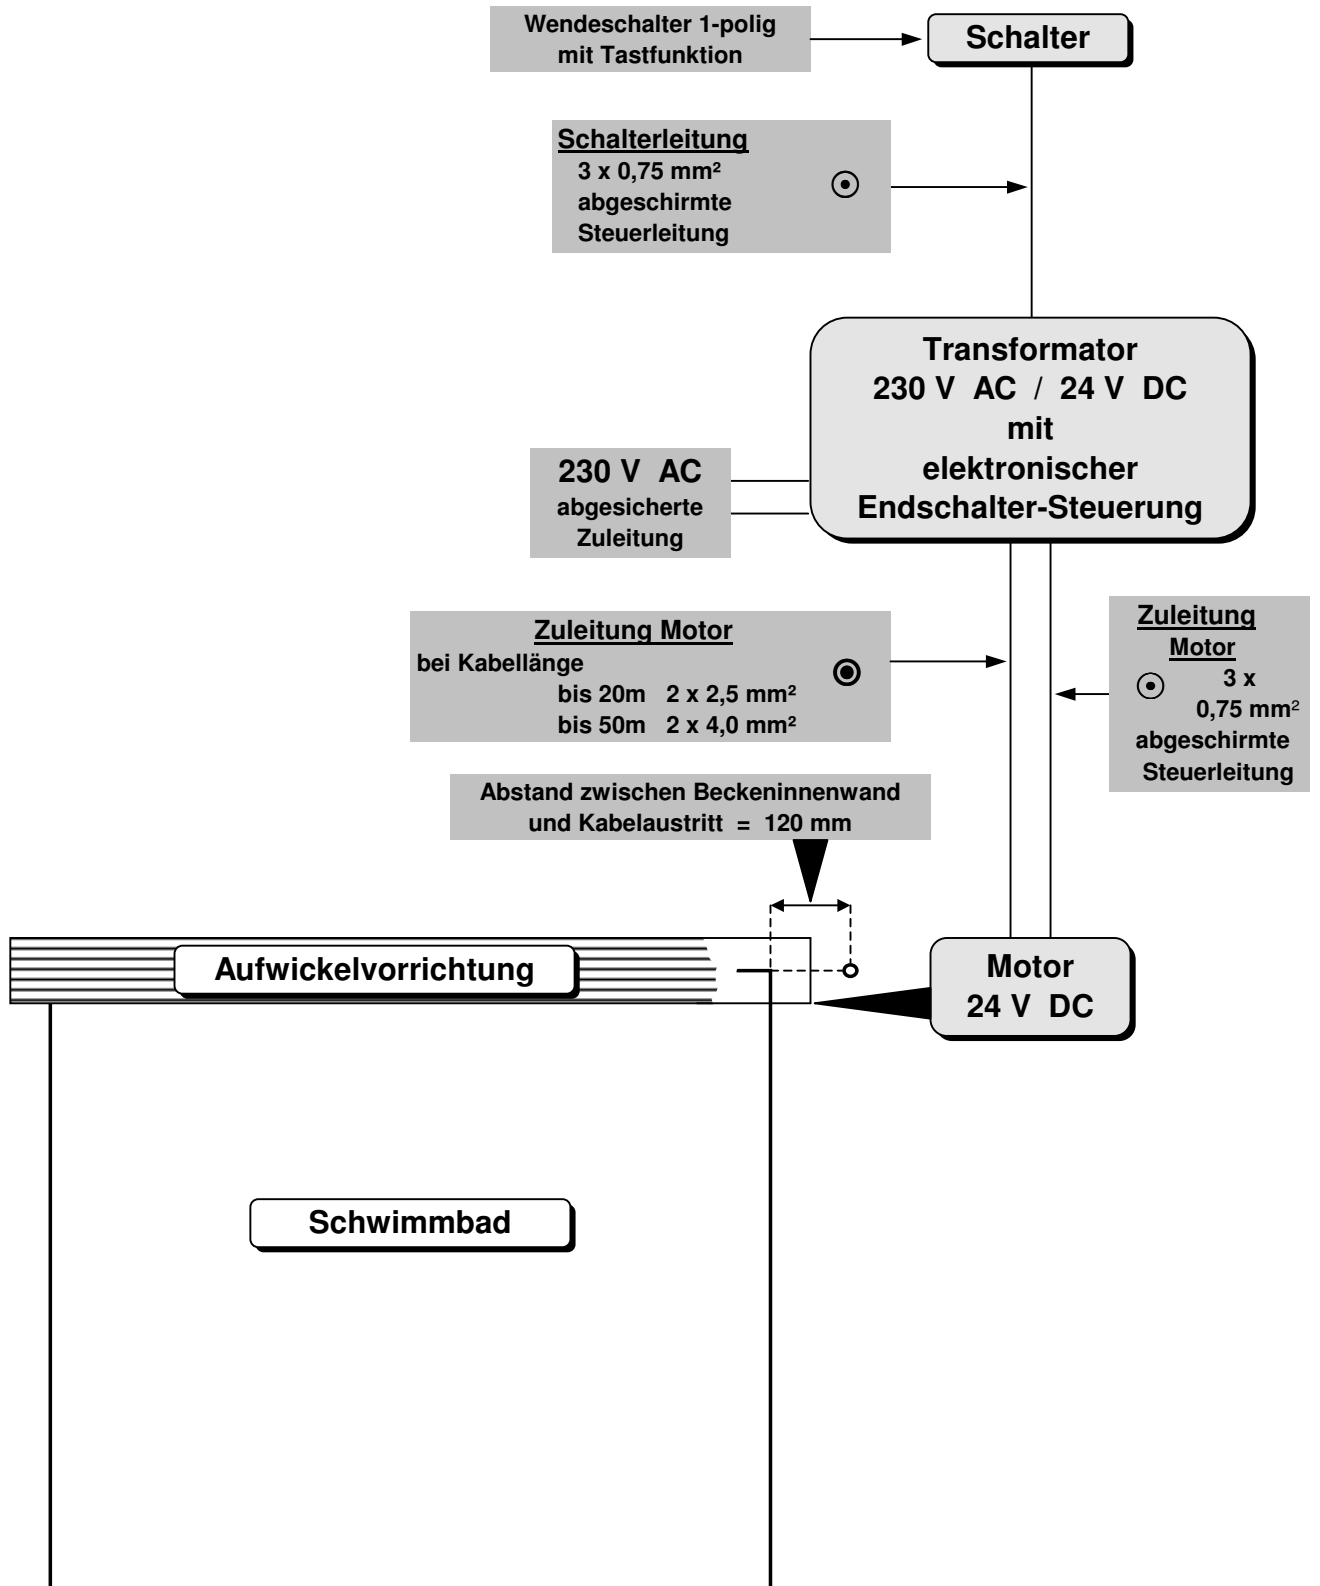 Wendeschalter 1-polig
mit Tastfunktion
Schalter
Schalterleitung
3 x 0,75 mm²
abgeschirmte
Steuerleitung
Transformator
230 V AC / 24 V DC
mit
elektronischer
Endschalter-Steuerung
230 V AC
abgesicherte
Zuleitung
Zuleitung Motor
bei Kabellänge
bis 20m 2 x 2,5 mm²
bis 50m 2 x 4,0 mm²
Zuleitung
Motor
3 x
0,75 mm²
abgeschirmte
Steuerleitung
Abstand zwischen Beckeninnenwand
und Kabelaustritt = 120 mm
Aufwickelvorrichtung
Motor
24 V DC
Schwimmbad